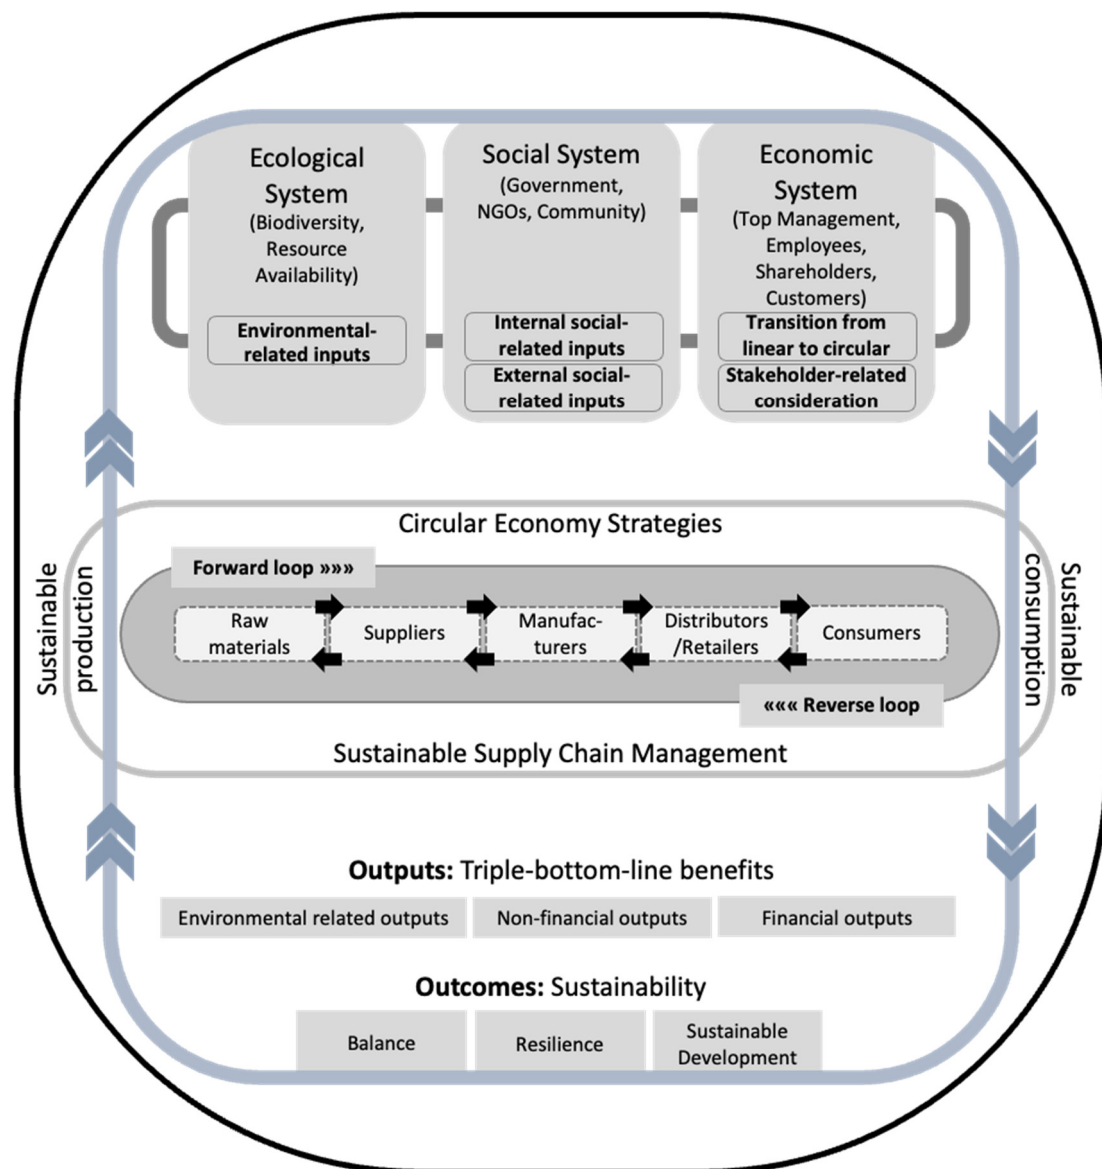 Ecological
System
(Biodiversity,
Resource
Availability)
Environmental-
related inputs
Social System
(Government,
NGOs, Community)
Internal social-
related inputs
External social-
related inputs
Economic
System
(Top Management,
Employees,
Shareholders,
Customers)
Transition from
linear to circular
Stakeholder-related
consideration
Sustainable
production
Circular Economy Strategies
Forward loop »»»
Raw
materials
Suppliers
Manufac-
turers
Distributors
/Retailers
Consumers
««« Reverse loop
Sustainable Supply Chain Management
Sustainable
consumption
Outputs: Triple-bottom-line benefits
Environmental related outputs
Non-financial outputs
Financial outputs
Outcomes: Sustainability
Balance
Resilience
Sustainable
Development